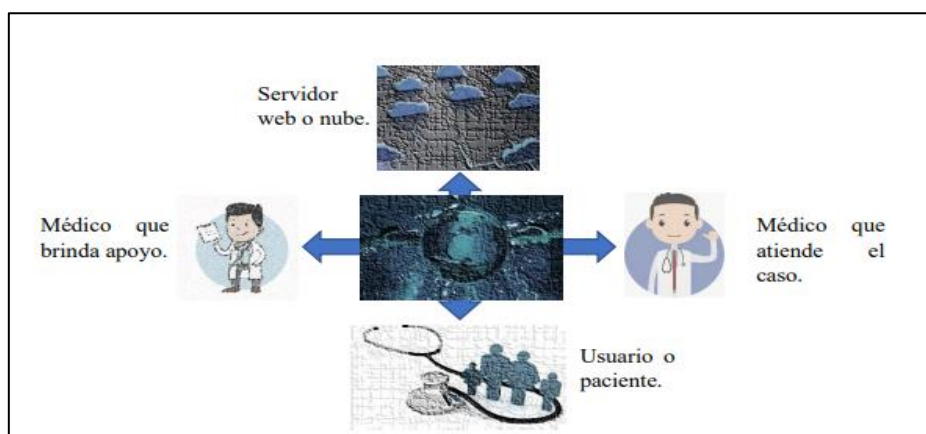 Servidor
web o nube.
Médico que
brinda apoyo.
Médico que
atiende el
caso.
Usuario o
paciente.